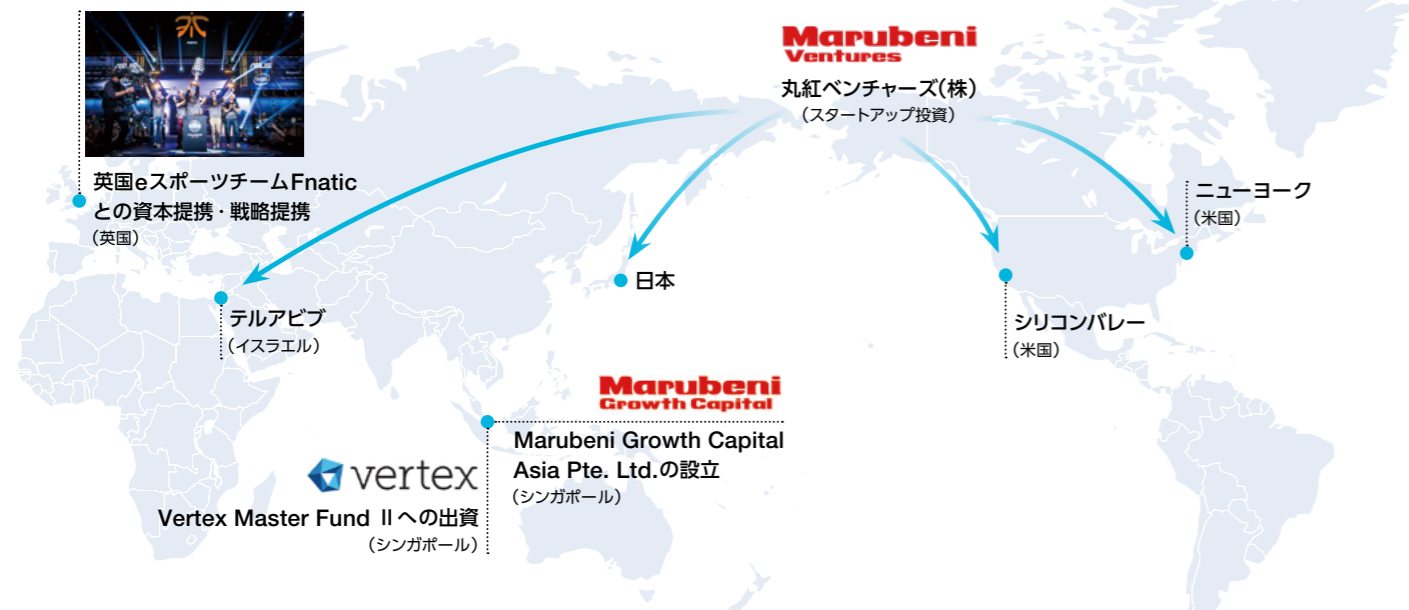 Marubeni
Ventures
丸紅ベンチャーズ(株)
(スタートアップ投資)
英国eスポーツチームFnatic
との資本提携・戦略提携
(英国)
ニューヨーク
(米国)
日本
テルアビブ
(イスラエル)
シリコンバレー
(米国)
Marubeni
Growth Capital
Marubeni Growth Capital
Asia Pte. Ltd.の設立
(シンガポール)
vertex
Vertex Master Fund Ⅱへの出資
(シンガポール)